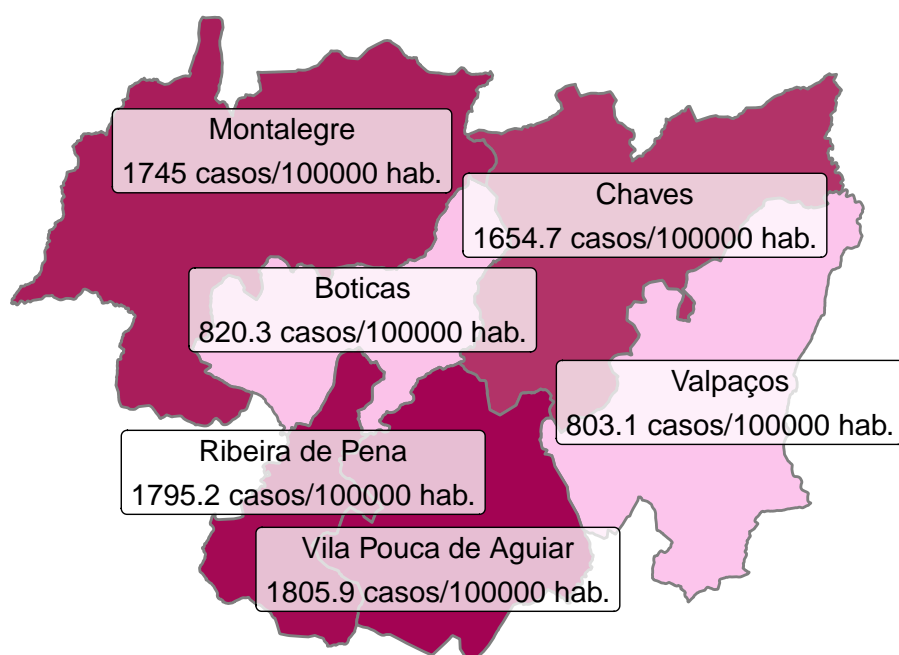 Montalegre
1745 casos/100000 hab.
Chaves
1654.7 casos/100000 hab.
Boticas
820.3 casos/100000 hab.
Valpaços
803.1 casos/100000 hab.
Ribeira de Pena
1795.2 casos/100000 hab.
Vila Pouca de Aguiar
1805.9 casos/100000 hab.